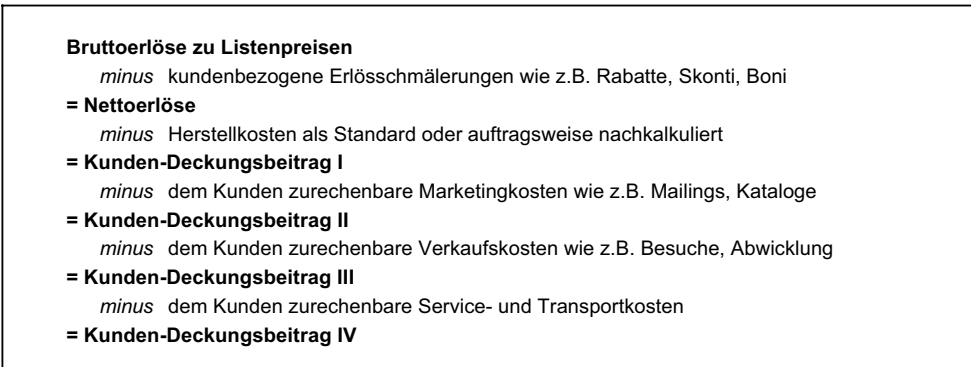 Bruttoerlöse zu Listenpreisen
minus kundenbezogene Erlösschmälerungen wie z.B. Rabatte, Skonti, Boni
= Nettoerlöse
minus Herstellkosten als Standard oder auftragsweise nachkalkuliert
= Kunden-Deckungsbeitrag I
minus dem Kunden zurechenbare Marketingkosten wie z.B. Mailings, Kataloge
= Kunden-Deckungsbeitrag II
minus dem Kunden zurechenbare Verkaufskosten wie z.B. Besuche, Abwicklung
= Kunden-Deckungsbeitrag III
minus dem Kunden zurechenbare Service- und Transportkosten
= Kunden-Deckungsbeitrag IV